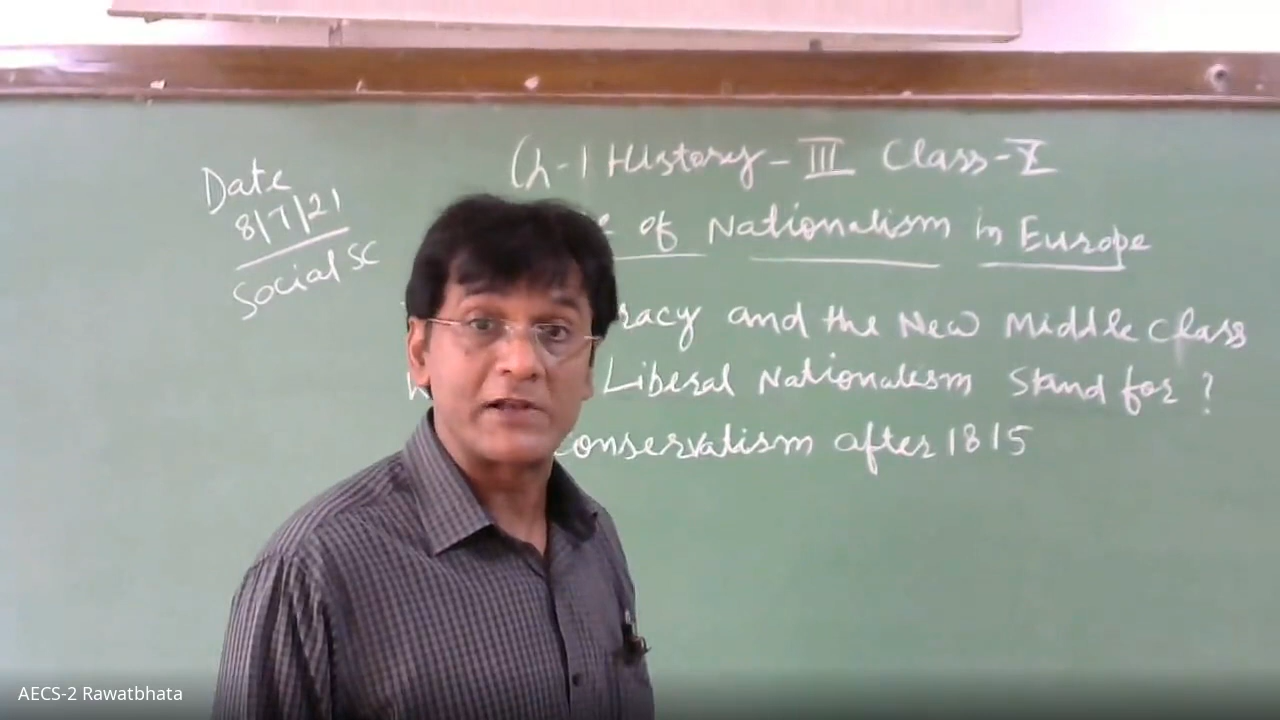 Date
8/7/21
Social SC
Ch-1 History-III Class-X
of Nationalism in Europe
and the New Middle Class
Liberal Nationalism Stand for ?
Conservatism after 1815
AECS-2 Rawatbhata